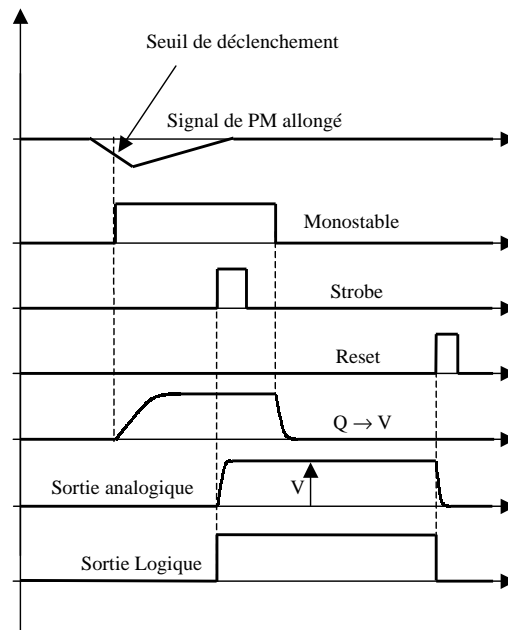 Seuil de déclenchement
Signal de PM allongé
Monostable
Strobe
Reset
Q → V
Sortie analogique
V
Sortie Logique